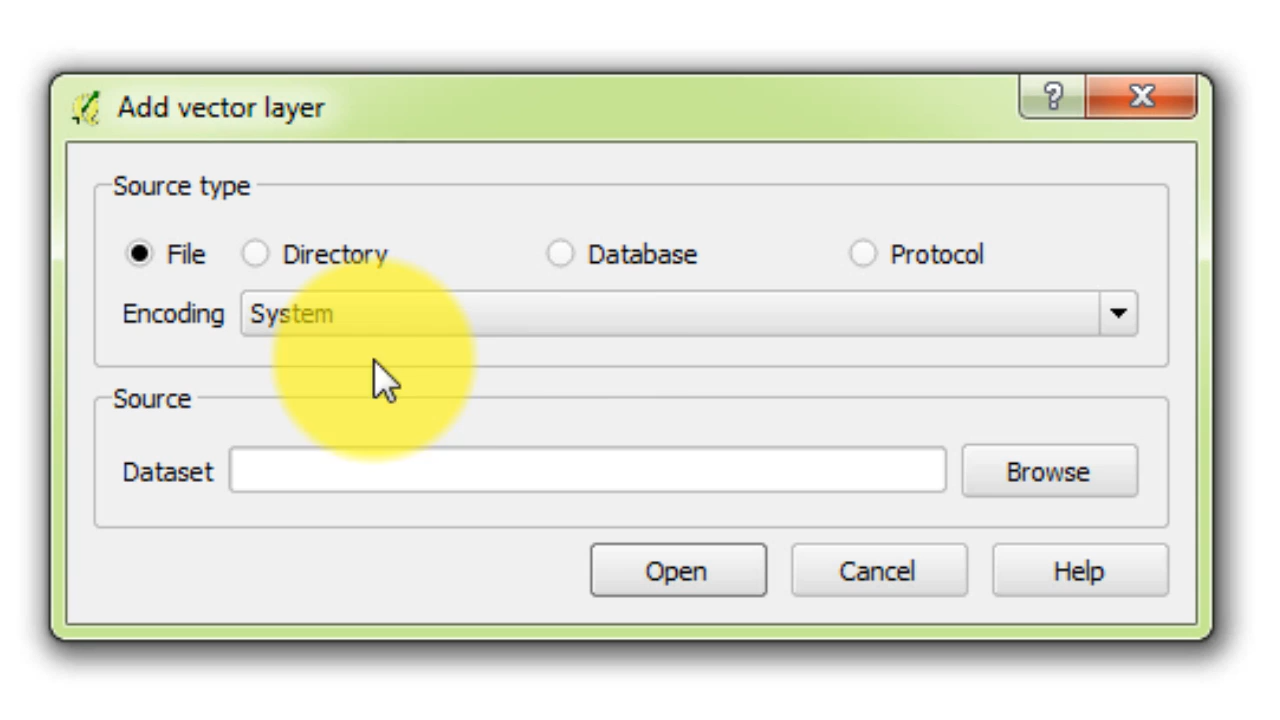 Add vector layer
?
Source type
File Directory Database Protocol
Encoding System
Source
Dataset Browse
Open Cancel Help